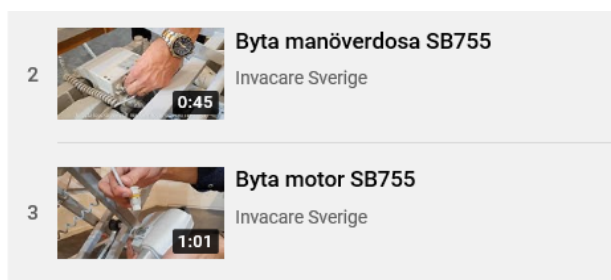 2
Byta manöverdosa SB755
Invacare Sverige
0:45
3
Byta motor SB755
Invacare Sverige
1:01